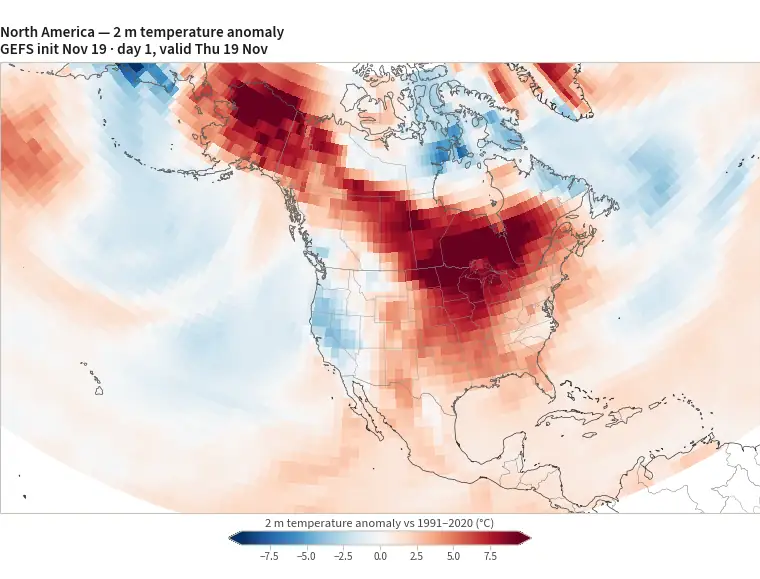 North America — 2 m temperature anomaly
GEFS init Nov 19 · day 1, valid Thu 19 Nov
2 m temperature anomaly vs 1991–2020 (°C)
−7.5 −5.0 −2.5 0.0 2.5 5.0 7.5